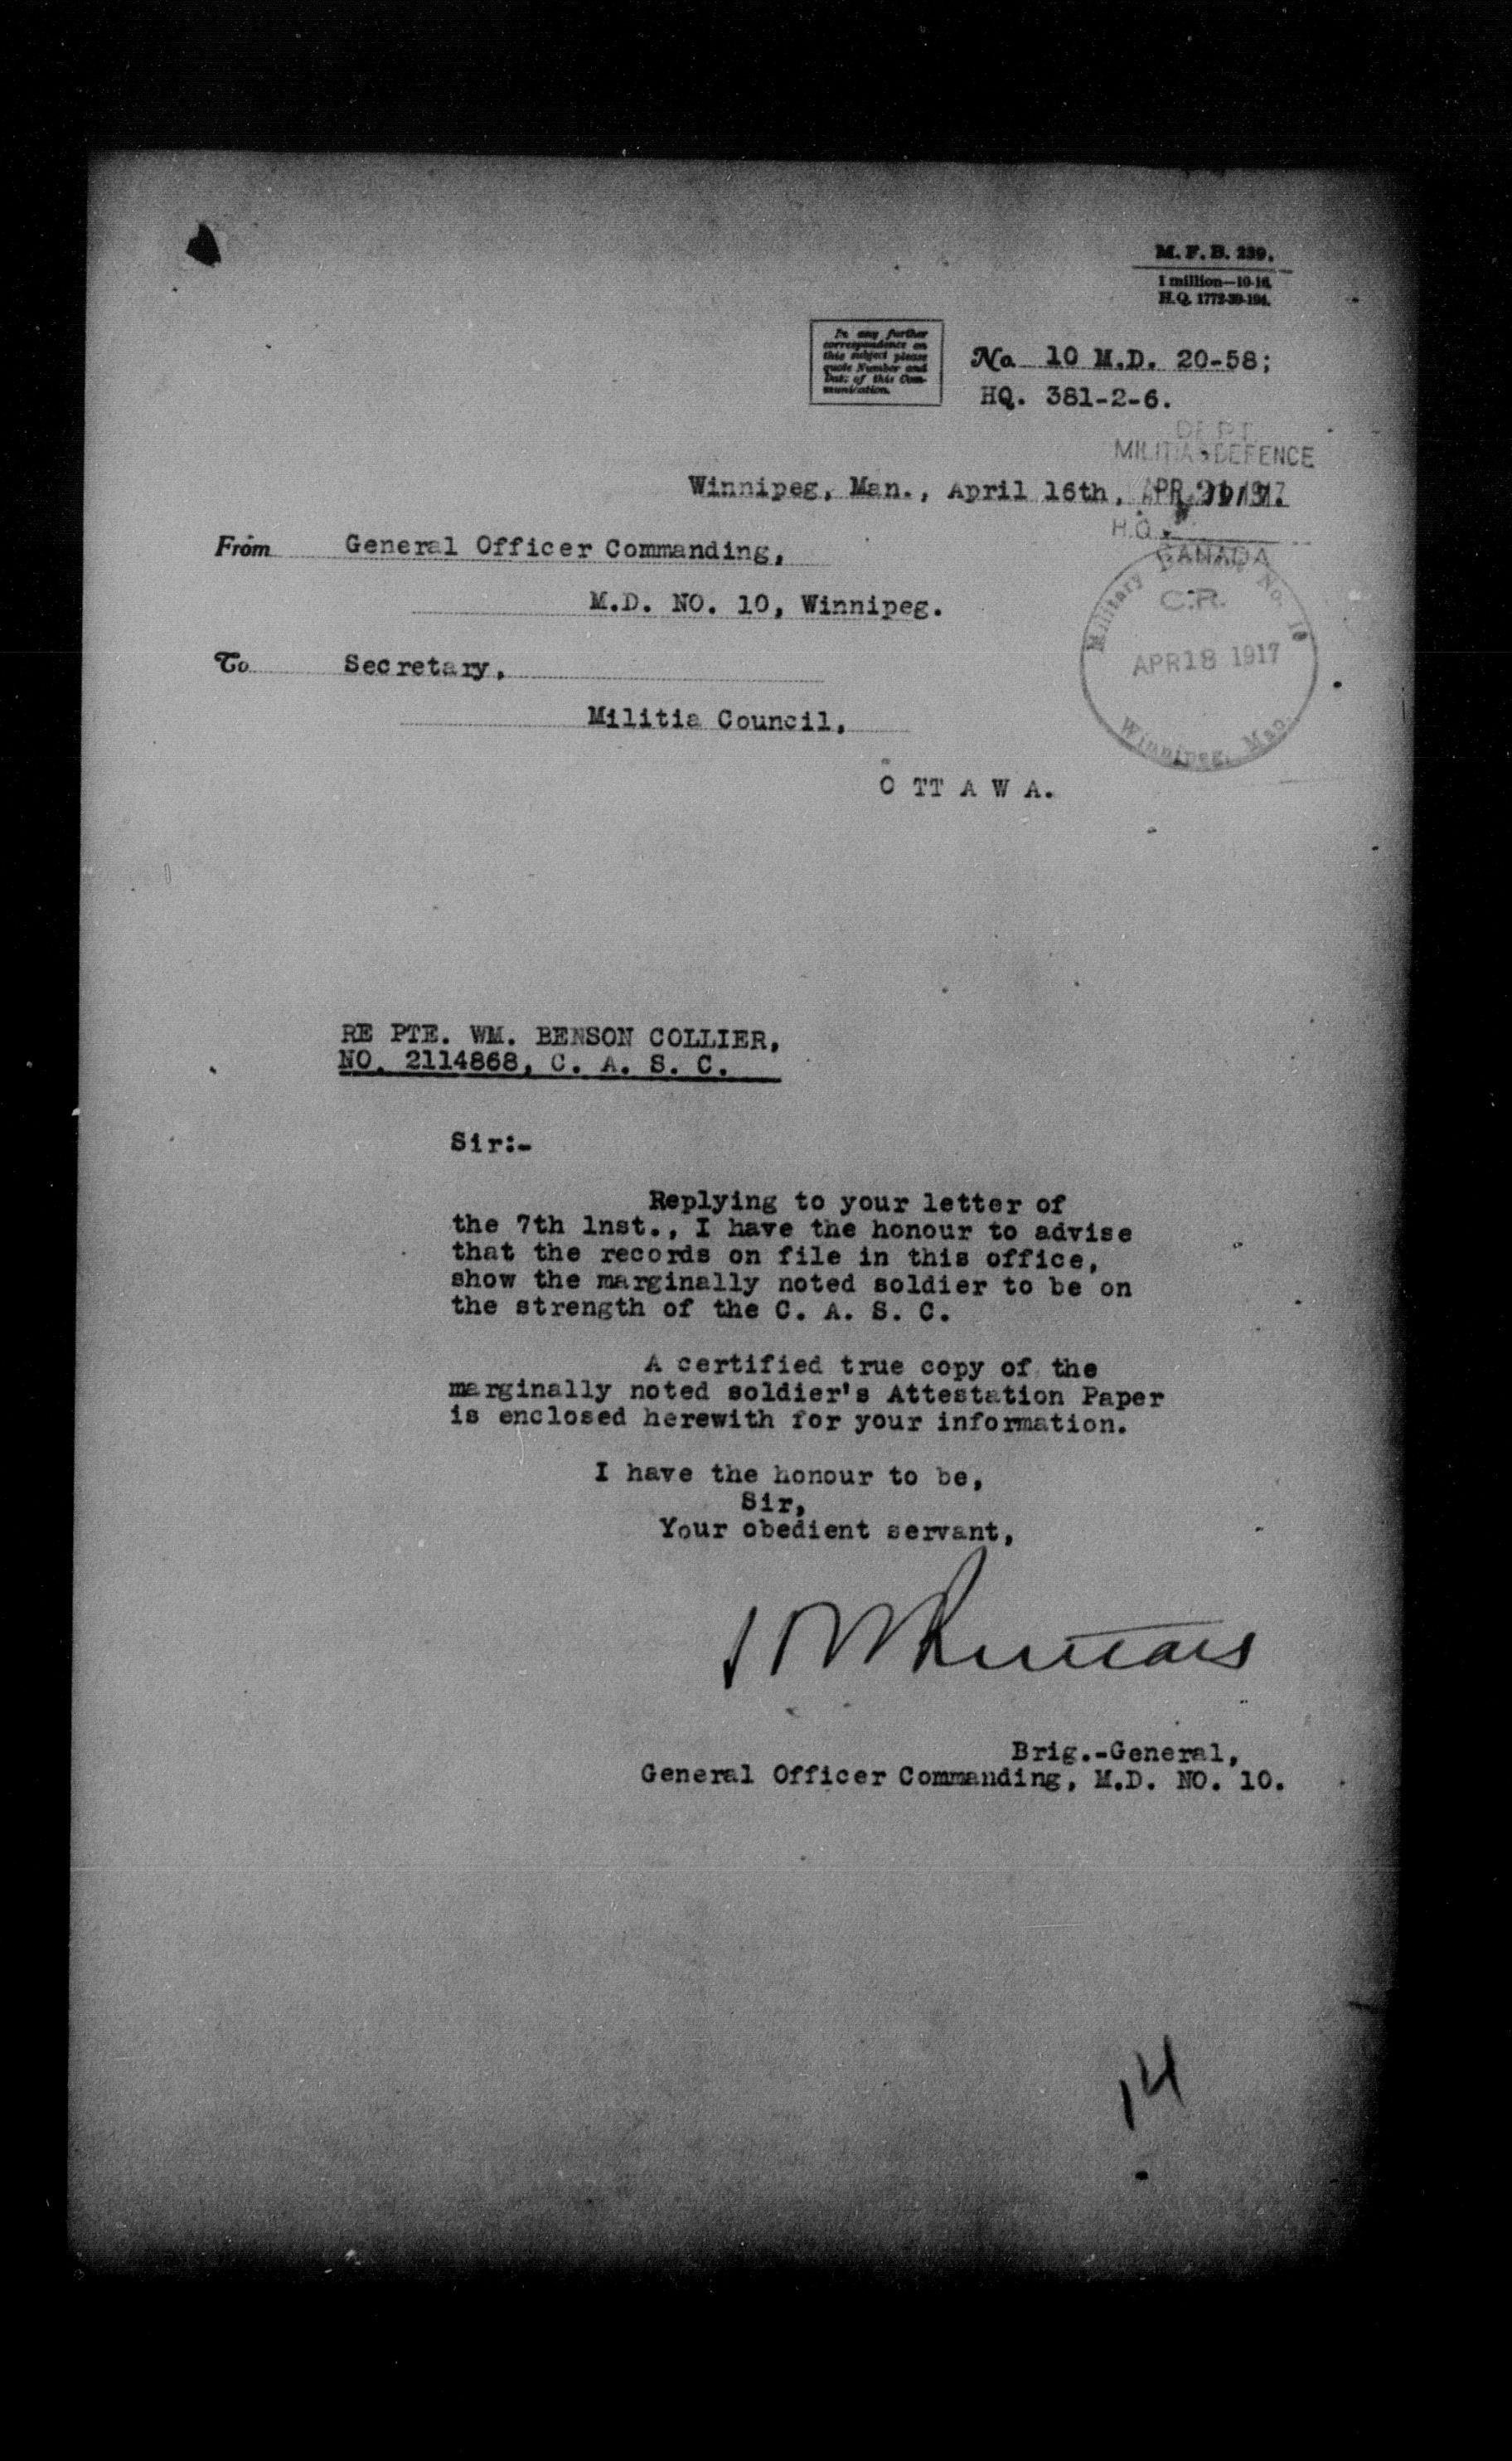 M. F. B. 239.
1 million—10-16.
H.Q. 1772-39-194.
In any further
correspondence on
this subject please
quote Number and
Date of this Com-
munication.
No 10 M.D. 20-58;
HQ. 381-2-6.
DEPT.
MILITIA & DEFENCE
APR 21 1917
H.Q.
CANADA
Winnipeg, Man., April 16th, 1917.
From General Officer Commanding,
M.D. NO. 10, Winnipeg.
Military District No. 10
C.R.
APR 18 1917
Winnipeg, Man.
To Secretary,
Militia Council,
O TT A W A.
RE PTE. WM. BENSON COLLIER,
NO. 2114868, C. A. S. C.
Sir:-
Replying to your letter of
the 7th lnst., I have the honour to advise
that the records on file in this office,
show the marginally noted soldier to be on
the strength of the C. A. S. C.
A certified true copy of the
marginally noted soldier's Attestation Paper
is enclosed herewith for your information.
I have the honour to be,
Sir,
Your obedient servant,
Brig.-General,
General Officer Commanding, M.D. NO. 10.
14